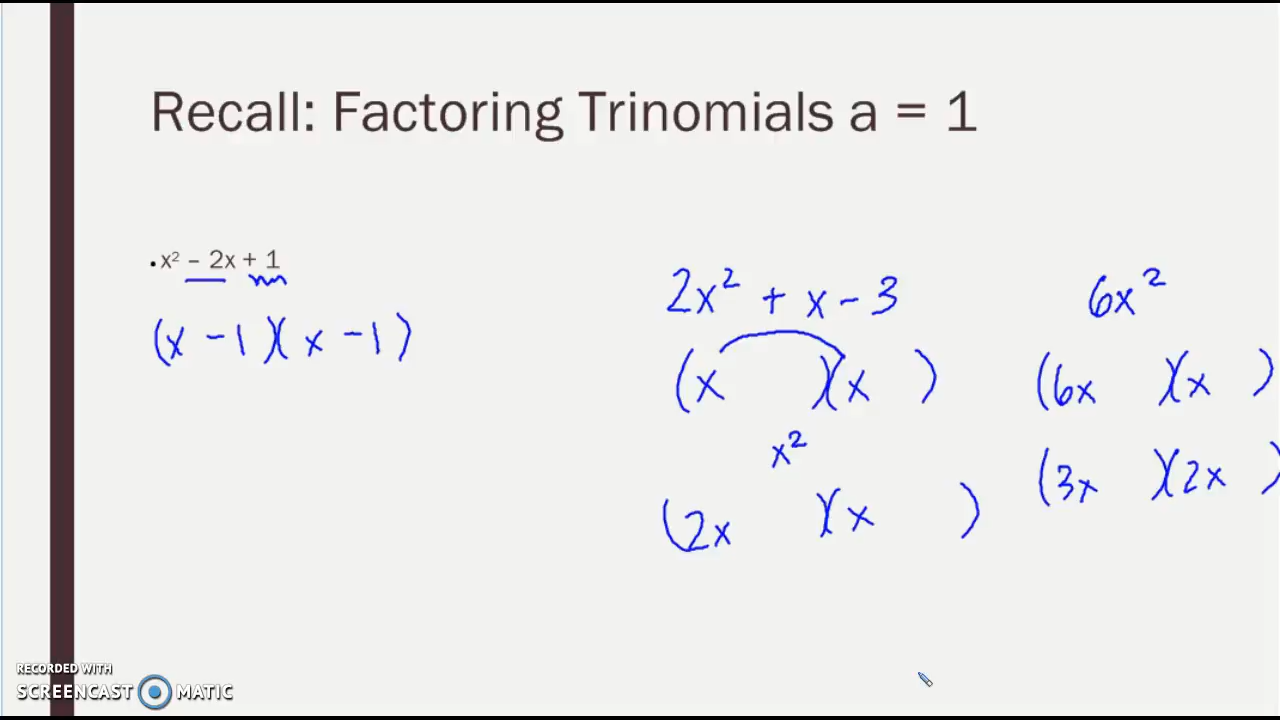 Recall: Factoring Trinomials a = 1
•x² – 2x + 1
(x - 1)(x - 1)
2x² + x - 3
(x )(x )
x²
(2x )(x )
6x²
(6x )(x )
(3x )(2x )
RECORDED WITH
SCREENCAST MATIC